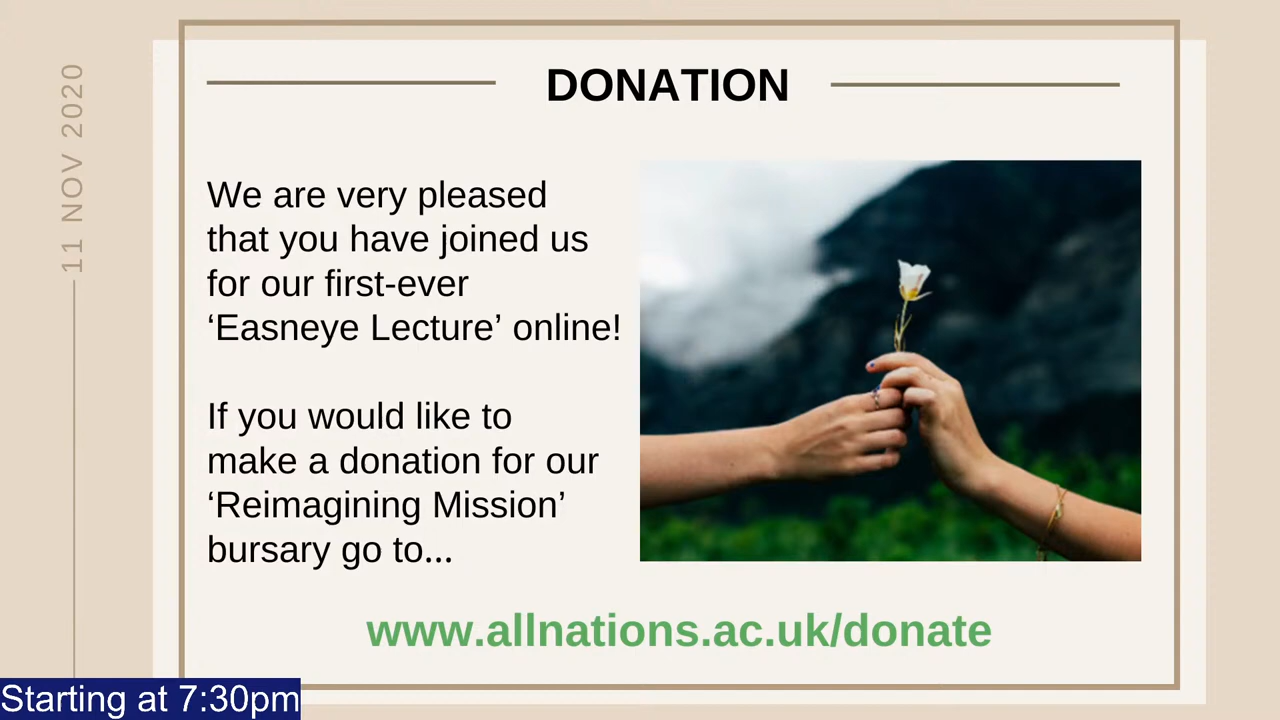 11 NOV 2020
DONATION
We are very pleased
that you have joined us
for our first-ever
‘Easneye Lecture’ online!
If you would like to
make a donation for our
‘Reimagining Mission’
bursary go to...
www.allnations.ac.uk/donate
Starting at 7:30pm